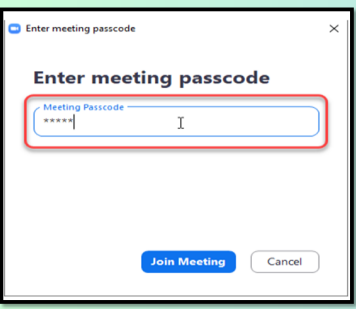 Enter meeting passcode
Enter meeting passcode
Meeting Passcode
*****
Join Meeting
Cancel